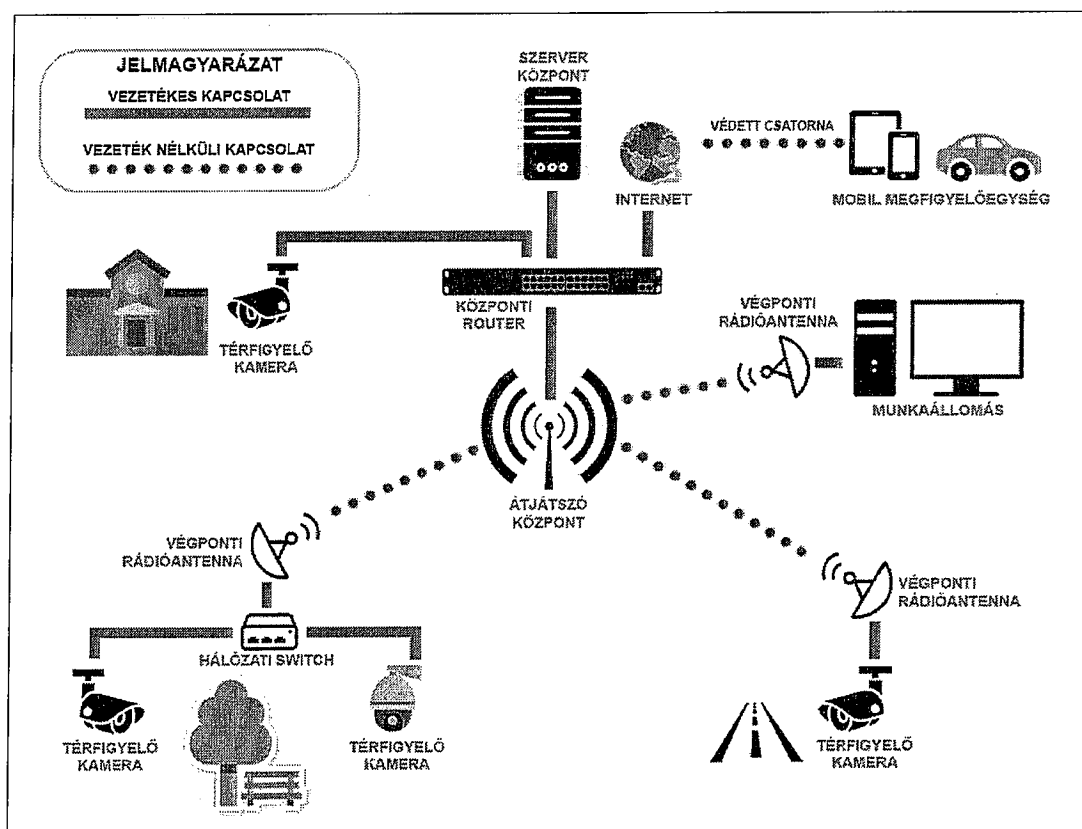 JELMAGYARÁZAT
VEZETÉKES KAPCSOLAT
VEZETÉK NÉLKÜLI KAPCSOLAT
SZERVER
KÖZPONT
VÉDETT CSATORNA
INTERNET
MOBIL MEGFIGYELŐEGYSÉG
KÖZPONTI
ROUTER
TÉRFIGYELŐ
KAMERA
VÉGPONTI
RÁDIÓANTENNA
MUNKAÁLLOMÁS
ÁTJÁTSZÓ
KÖZPONT
VÉGPONTI
RÁDIÓANTENNA
VÉGPONTI
RÁDIÓANTENNA
HÁLÓZATI SWITCH
TÉRFIGYELŐ
KAMERA
TÉRFIGYELŐ
KAMERA
TÉRFIGYELŐ
KAMERA